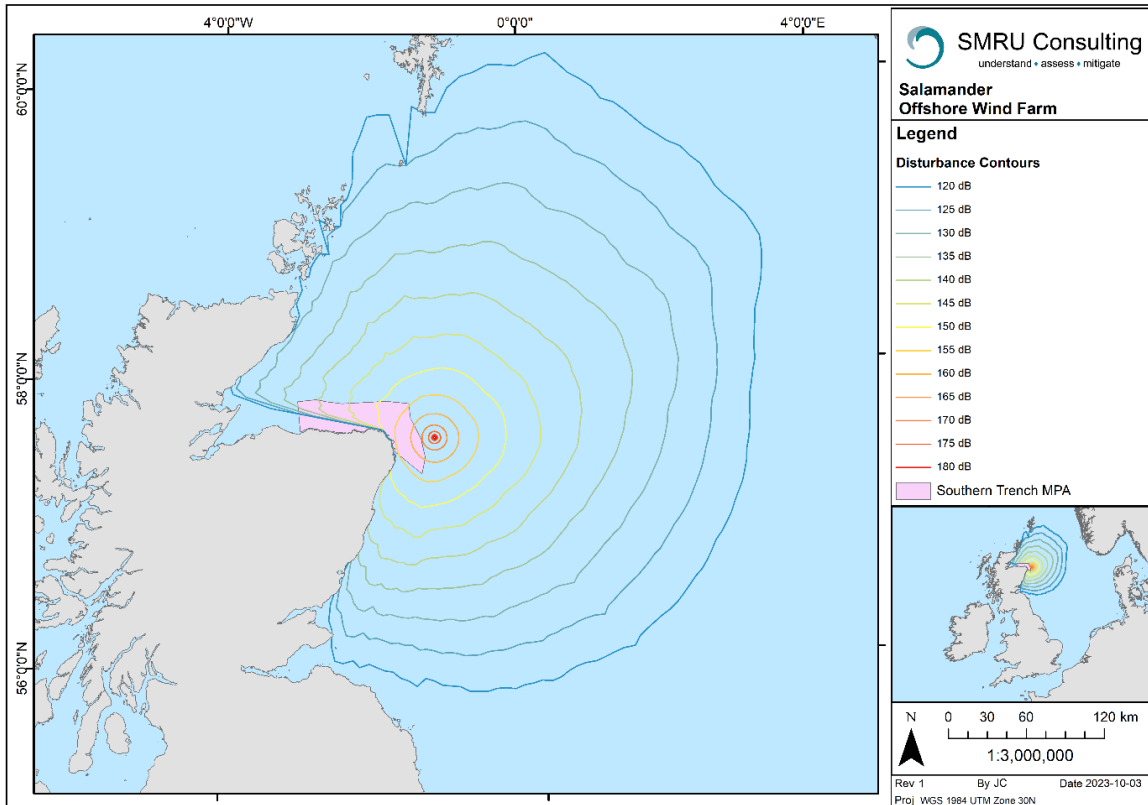 4°0'0"W
0°0'0"
4°0'0"E
60°0'0"N
58°0'0"N
56°0'0"N
SMRU Consulting
understand • assess • mitigate
Salamander
Offshore Wind Farm
Legend
Disturbance Contours
120 dB
125 dB
130 dB
135 dB
140 dB
145 dB
150 dB
155 dB
160 dB
165 dB
170 dB
175 dB
180 dB
Southern Trench MPA
N
0 30 60 120 km
1:3,000,000
Rev 1 By JC Date 2023-10-03
Proj WGS 1984 UTM Zone 30N